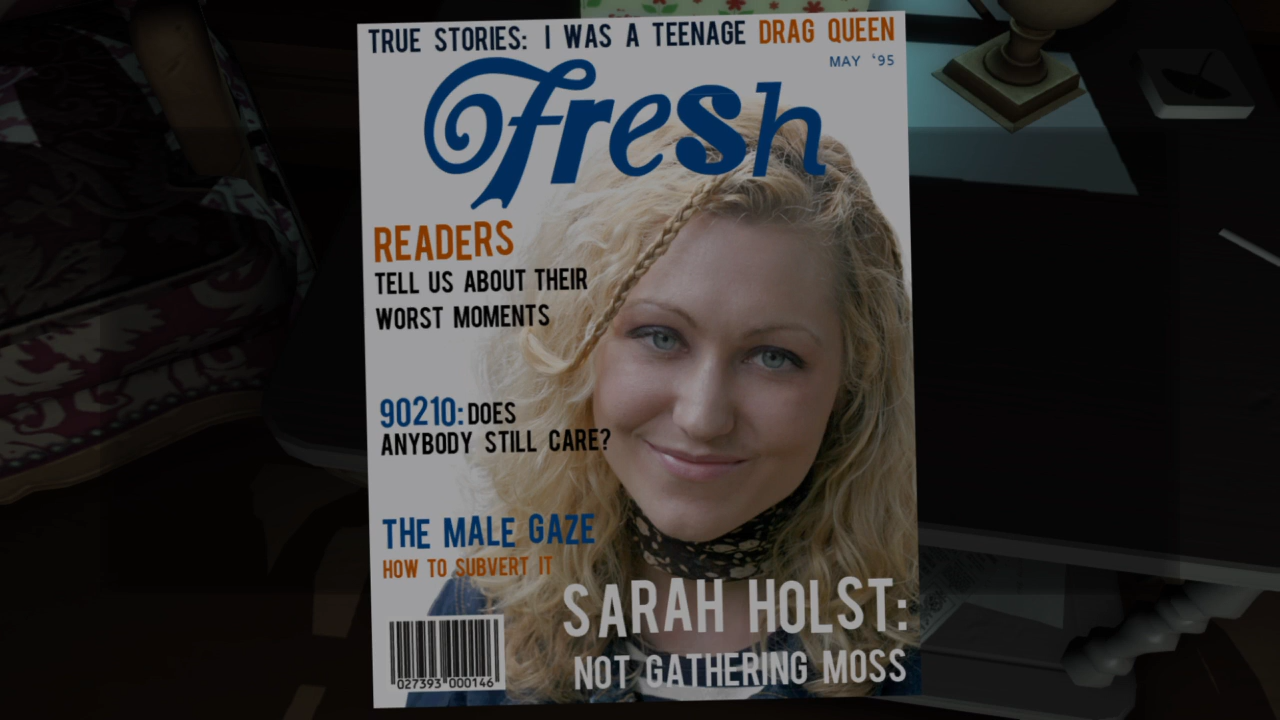 TRUE STORIES: I WAS A TEENAGE DRAG QUEEN
MAY '95
Fresh
READERS
TELL US ABOUT THEIR
WORST MOMENTS
90210: DOES
ANYBODY STILL CARE?
THE MALE GAZE
HOW TO SUBVERT IT
SARAH HOLST:
NOT GATHERING MOSS
027393 000146